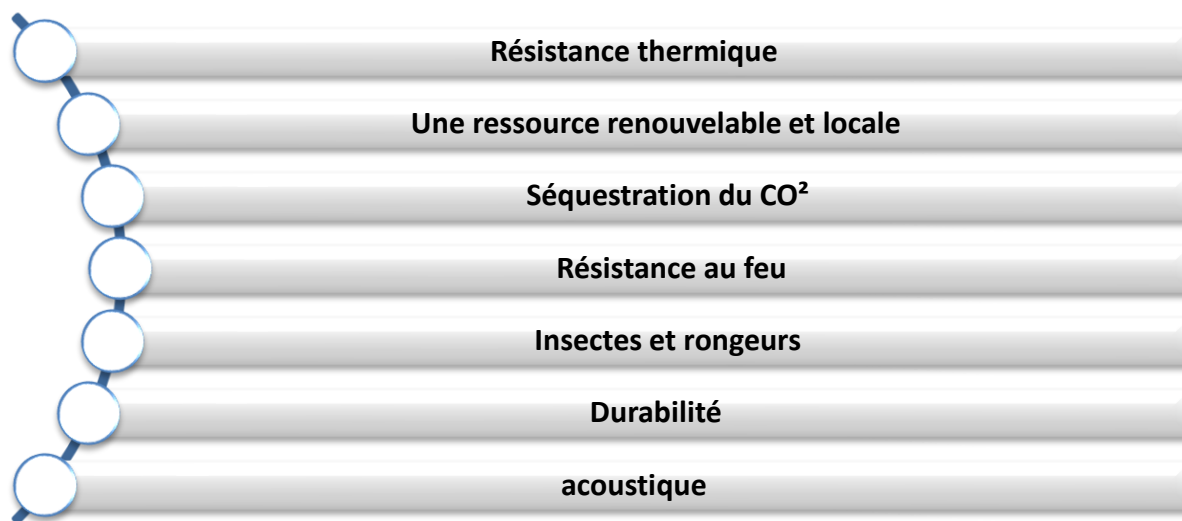 Résistance thermique
Une ressource renouvelable et locale
Séquestration du CO²
Résistance au feu
Insectes et rongeurs
Durabilité
acoustique